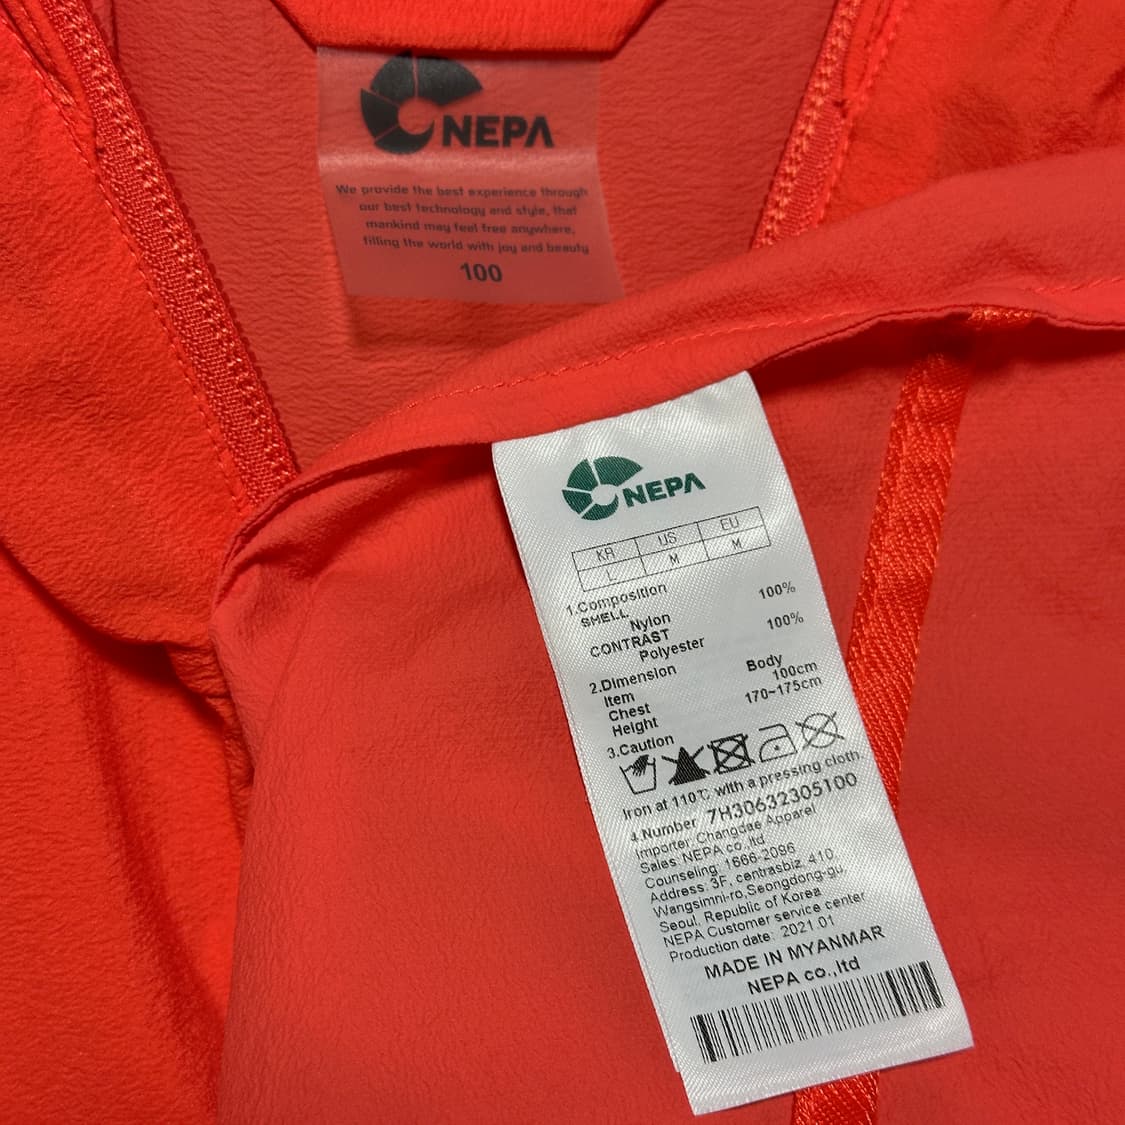 NEPA
We provide the best experience through
our best technology and style, that
mankind may feel free anywhere,
filling the world with joy and beauty
100
NEPA
KR US EU
L M M
1.Composition
SHELL
Nylon 100%
CONTRAST
Polyester 100%
2.Dimension
Item Body
Chest 100cm
Height 170~175cm
3.Caution
Iron at 110℃ with a pressing cloth.
4.Number 7H30632305100
Importer: Changdae Apparel
Sales: NEPA co.,ltd
Counseling: 1666-2096
Address: 3F, centrasbiz, 410,
Wangsimni-ro,Seongdong-gu,
Seoul, Republic of Korea
NEPA Customer service center
Production date: 2021.01
MADE IN MYANMAR
NEPA co.,ltd